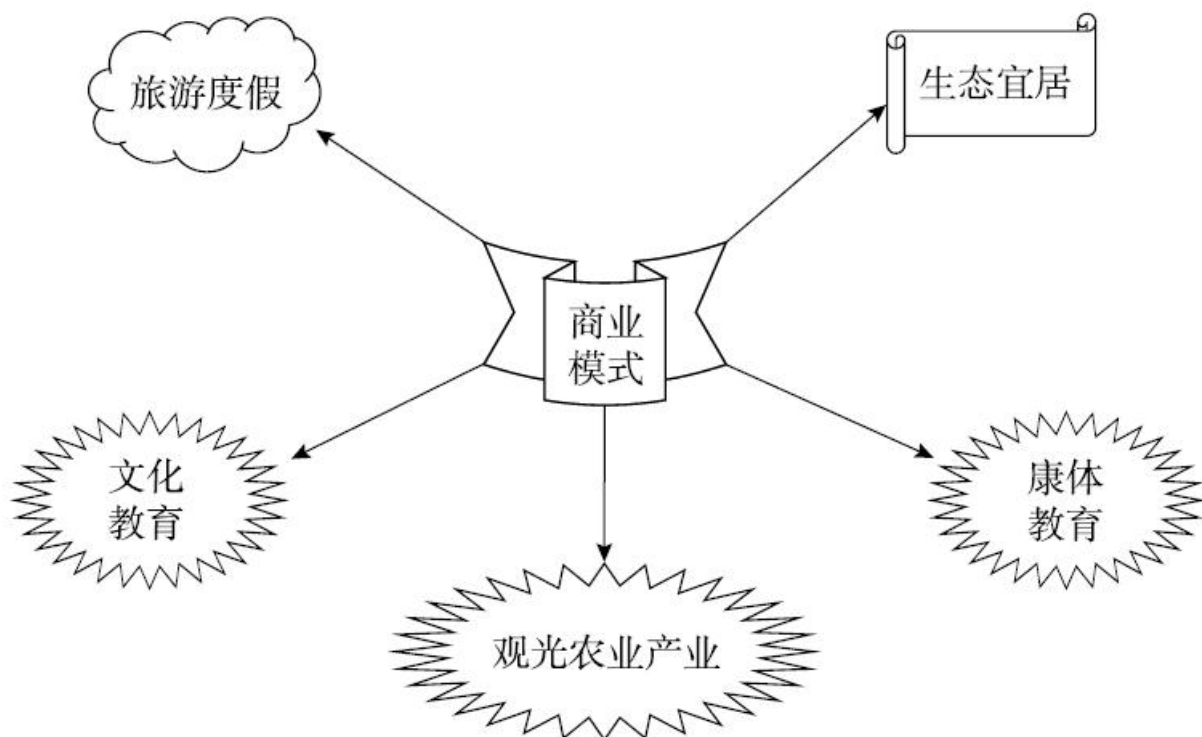 旅游度假
生态宜居
商业
模式
文化
教育
康体
教育
观光农业产业